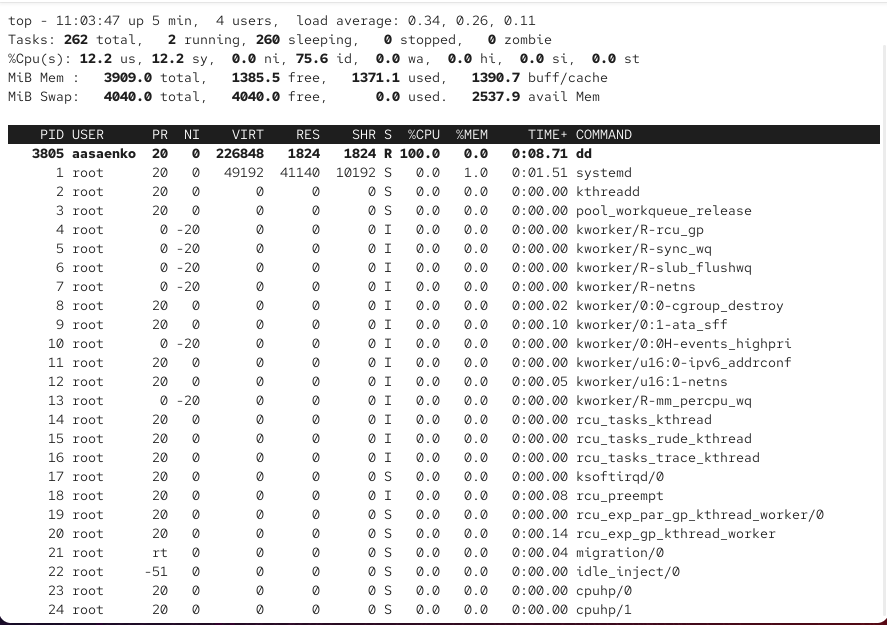 top - 11:03:47 up 5 min,  4 users,  load average: 0.34, 0.26, 0.11
Tasks: 262 total,   2 running, 260 sleeping,   0 stopped,   0 zombie
%Cpu(s): 12.2 us, 12.2 sy,  0.0 ni, 75.6 id,  0.0 wa,  0.0 hi,  0.0 si,  0.0 st
MiB Mem :   3909.0 total,   1385.5 free,   1371.1 used,   1390.7 buff/cache
MiB Swap:   4040.0 total,   4040.0 free,      0.0 used.   2537.9 avail Mem
    PID USER      PR  NI    VIRT    RES    SHR S  %CPU  %MEM     TIME+ COMMAND
   3805 aasaenko  20   0  226848   1824   1824 R 100.0   0.0   0:08.71 dd
      1 root      20   0   49192  41140  10192 S   0.0   1.0   0:01.51 systemd
      2 root      20   0       0      0      0 S   0.0   0.0   0:00.00 kthreadd
      3 root      20   0       0      0      0 S   0.0   0.0   0:00.00 pool_workqueue_release
      4 root       0 -20       0      0      0 I   0.0   0.0   0:00.00 kworker/R-rcu_gp
      5 root       0 -20       0      0      0 I   0.0   0.0   0:00.00 kworker/R-sync_wq
      6 root       0 -20       0      0      0 I   0.0   0.0   0:00.00 kworker/R-slub_flushwq
      7 root       0 -20       0      0      0 I   0.0   0.0   0:00.00 kworker/R-netns
      8 root      20   0       0      0      0 I   0.0   0.0   0:00.02 kworker/0:0-cgroup_destroy
      9 root      20   0       0      0      0 I   0.0   0.0   0:00.10 kworker/0:1-ata_sff
     10 root       0 -20       0      0      0 I   0.0   0.0   0:00.00 kworker/0:0H-events_highpri
     11 root      20   0       0      0      0 I   0.0   0.0   0:00.00 kworker/u16:0-ipv6_addrconf
     12 root      20   0       0      0      0 I   0.0   0.0   0:00.05 kworker/u16:1-netns
     13 root       0 -20       0      0      0 I   0.0   0.0   0:00.00 kworker/R-mm_percpu_wq
     14 root      20   0       0      0      0 I   0.0   0.0   0:00.00 rcu_tasks_kthread
     15 root      20   0       0      0      0 I   0.0   0.0   0:00.00 rcu_tasks_rude_kthread
     16 root      20   0       0      0      0 I   0.0   0.0   0:00.00 rcu_tasks_trace_kthread
     17 root      20   0       0      0      0 S   0.0   0.0   0:00.00 ksoftirqd/0
     18 root      20   0       0      0      0 I   0.0   0.0   0:00.08 rcu_preempt
     19 root      20   0       0      0      0 S   0.0   0.0   0:00.00 rcu_exp_par_gp_kthread_worker/0
     20 root      20   0       0      0      0 S   0.0   0.0   0:00.14 rcu_exp_gp_kthread_worker
     21 root      rt   0       0      0      0 S   0.0   0.0   0:00.04 migration/0
     22 root     -51   0       0      0      0 S   0.0   0.0   0:00.00 idle_inject/0
     23 root      20   0       0      0      0 S   0.0   0.0   0:00.00 cpuhp/0
     24 root      20   0       0      0      0 S   0.0   0.0   0:00.00 cpuhp/1